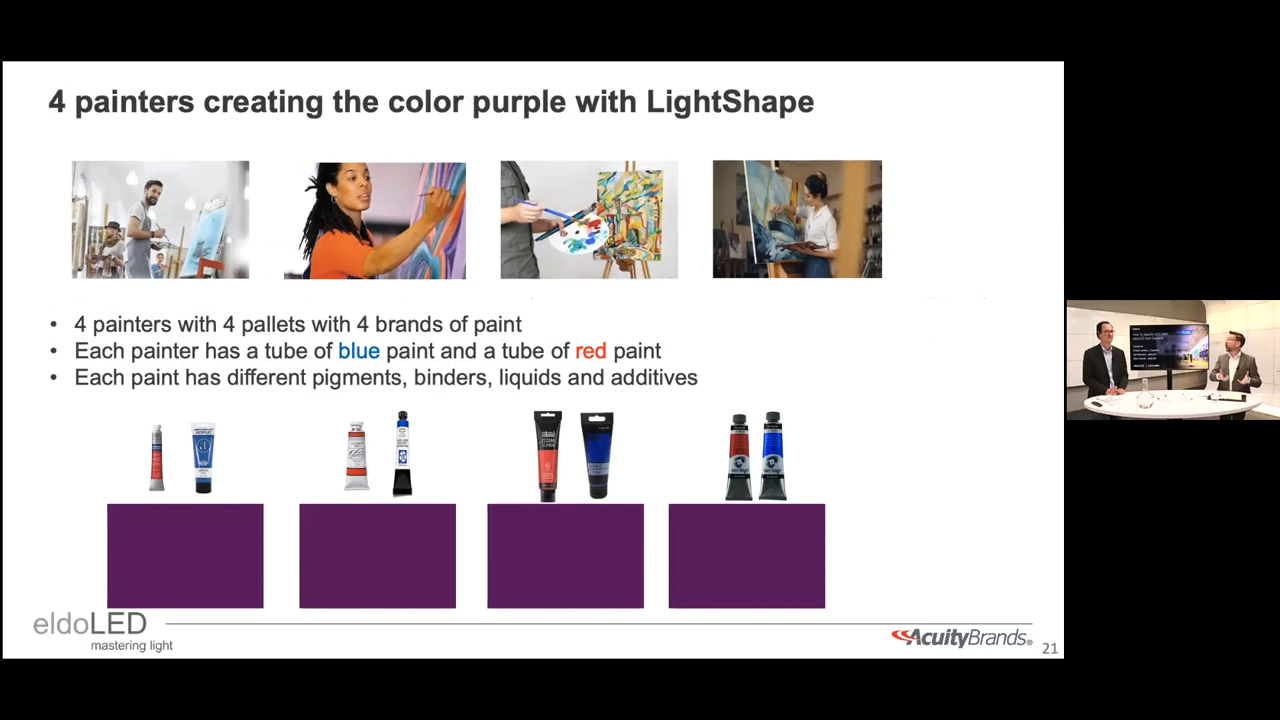 4 painters creating the color purple with LightShape
• 4 painters with 4 pallets with 4 brands of paint
• Each painter has a tube of blue paint and a tube of red paint
• Each paint has different pigments, binders, liquids and additives
eldoLED
mastering light
AcuityBrands®
21